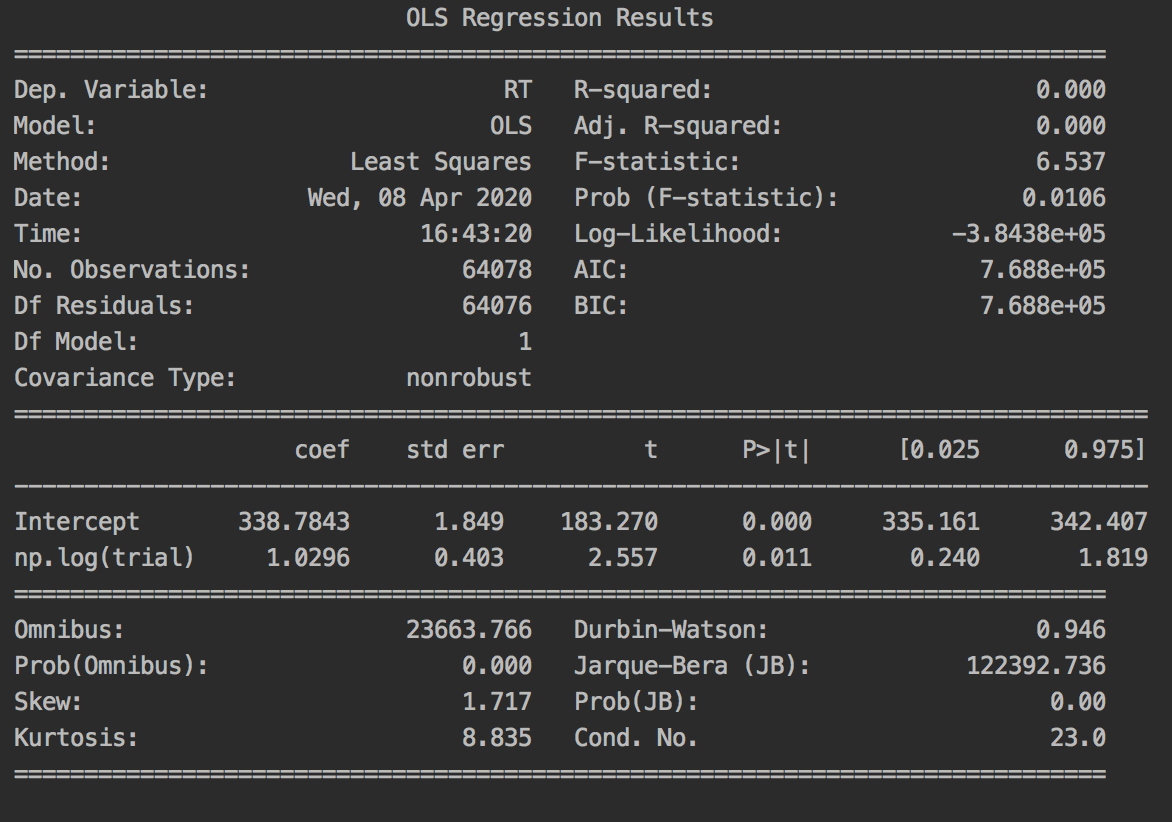 OLS Regression Results
==============================================================================
Dep. Variable:                     RT   R-squared:                       0.000
Model:                            OLS   Adj. R-squared:                  0.000
Method:                 Least Squares   F-statistic:                     6.537
Date:                Wed, 08 Apr 2020   Prob (F-statistic):             0.0106
Time:                        16:43:20   Log-Likelihood:            -3.8438e+05
No. Observations:               64078   AIC:                         7.688e+05
Df Residuals:                   64076   BIC:                         7.688e+05
Df Model:                           1
Covariance Type:            nonrobust
=================================================================================
                    coef    std err          t      P>|t|      [0.025      0.975]
---------------------------------------------------------------------------------
Intercept       338.7843      1.849    183.270      0.000     335.161     342.407
np.log(trial)     1.0296      0.403      2.557      0.011       0.240       1.819
==============================================================================
Omnibus:                    23663.766   Durbin-Watson:                   0.946
Prob(Omnibus):                  0.000   Jarque-Bera (JB):           122392.736
Skew:                           1.717   Prob(JB):                         0.00
Kurtosis:                       8.835   Cond. No.                         23.0
==============================================================================